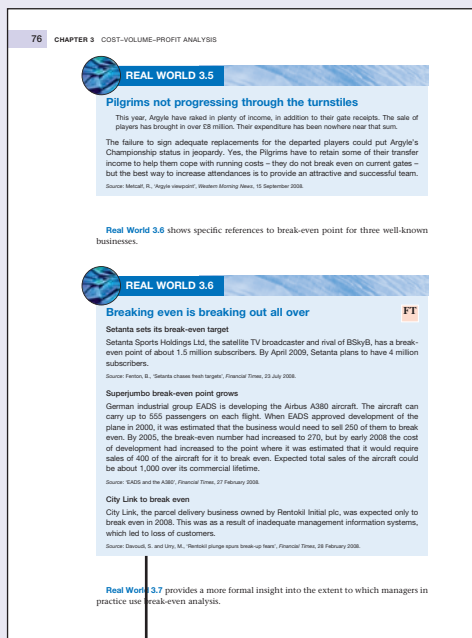 76 CHAPTER 3 COST–VOLUME–PROFIT ANALYSIS
REAL WORLD 3.5
Pilgrims not progressing through the turnstiles
This year, Argyle have raked in plenty of income, in addition to their gate receipts. The sale of
players has brought in over £8 million. Their expenditure has been nowhere near that sum.
The failure to sign adequate replacements for the departed players could put Argyle's
Championship status in jeopardy. Yes, the Pilgrims have to retain some of their transfer
income to help them cope with running costs – they do not break even on current gates –
but the best way to increase attendances is to provide an attractive and successful team.
Source: Metcalf, R., 'Argyle viewpoint', Western Morning News, 15 September 2008.
Real World 3.6 shows specific references to break-even point for three well-known
businesses.
REAL WORLD 3.6
Breaking even is breaking out all over
FT
Setanta sets its break-even target
Setanta Sports Holdings Ltd, the satellite TV broadcaster and rival of BSkyB, has a break-
even point of about 1.5 million subscribers. By April 2009, Setanta plans to have 4 million
subscribers.
Source: Fenton, B., 'Setanta chases fresh targets', Financial Times, 23 July 2008.
Superjumbo break-even point grows
German industrial group EADS is developing the Airbus A380 aircraft. The aircraft can
carry up to 555 passengers on each flight. When EADS approved development of the
plane in 2000, it was estimated that the business would need to sell 250 of them to break
even. By 2005, the break-even number had increased to 270, but by early 2008 the cost
of development had increased to the point where it was estimated that it would require
sales of 400 of the aircraft for it to break even. Expected total sales of the aircraft could
be about 1,000 over its commercial lifetime.
Source: 'EADS and the A380', Financial Times, 27 February 2008.
City Link to break even
City Link, the parcel delivery business owned by Rentokil Initial plc, was expected only to
break even in 2008. This was as a result of inadequate management information systems,
which led to loss of customers.
Source: Davoudi, S. and Urry, M., 'Rentokil plunge spurs break-up fears', Financial Times, 28 February 2008.
Real World 3.7 provides a more formal insight into the extent to which managers in
practice use break-even analysis.